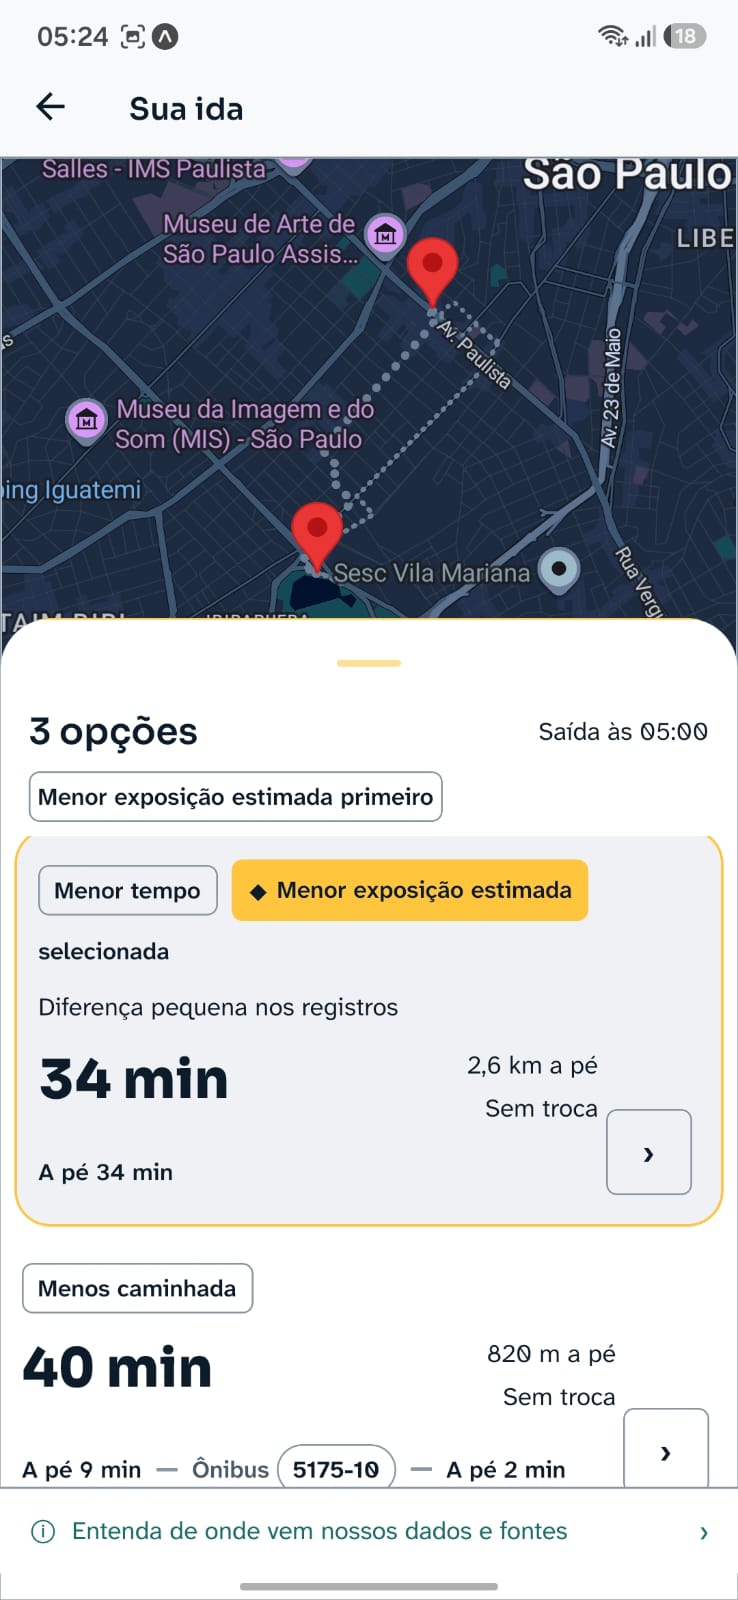 05:24
18
Sua ida
Salles - IMS Paulista
São Paulo
Museu de Arte de
São Paulo Assis...
LIBE
Av. Paulista
Av. 23 de Maio
Museu da Imagem e do
Som (MIS) - São Paulo
ping Iguatemi
Sesc Vila Mariana
Rua Vergu
3 opções
Saída às 05:00
Menor exposição estimada primeiro
Menor tempo
◆ Menor exposição estimada
selecionada
Diferença pequena nos registros
34 min
2,6 km a pé
Sem troca
›
A pé 34 min
Menos caminhada
40 min
820 m a pé
Sem troca
›
A pé 9 min — Ônibus 5175-10 — A pé 2 min
Entenda de onde vem nossos dados e fontes ›